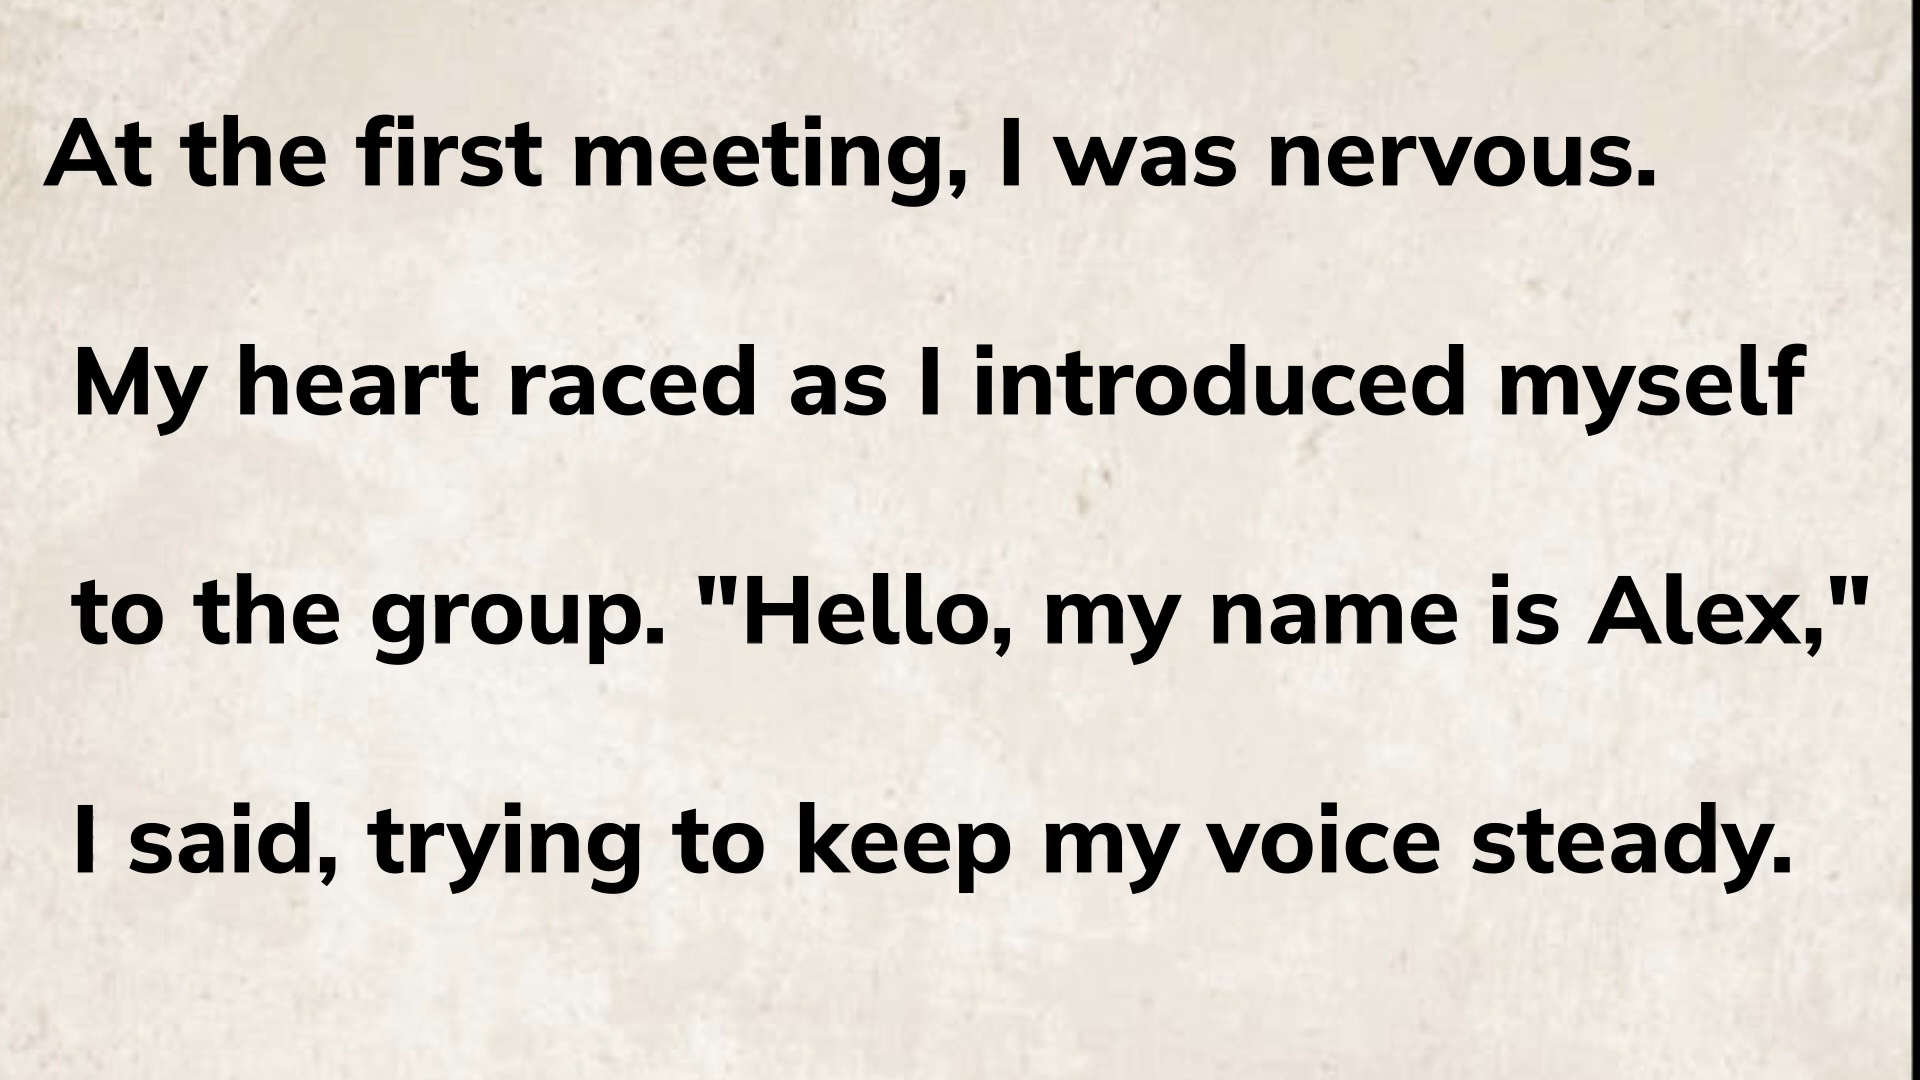 At the first meeting, I was nervous.
My heart raced as I introduced myself
to the group. "Hello, my name is Alex,"
I said, trying to keep my voice steady.